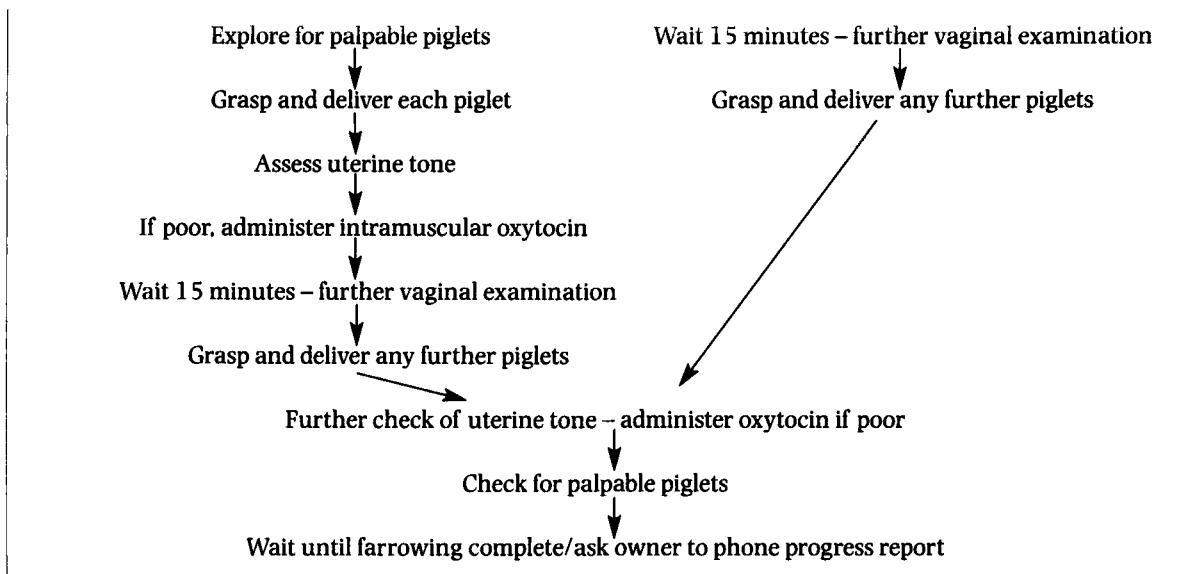 Explore for palpable piglets
Wait 15 minutes – further vaginal examination
Grasp and deliver each piglet
Grasp and deliver any further piglets
Assess uterine tone
If poor, administer intramuscular oxytocin
Wait 15 minutes – further vaginal examination
Grasp and deliver any further piglets
Further check of uterine tone – administer oxytocin if poor
Check for palpable piglets
Wait until farrowing complete/ask owner to phone progress report